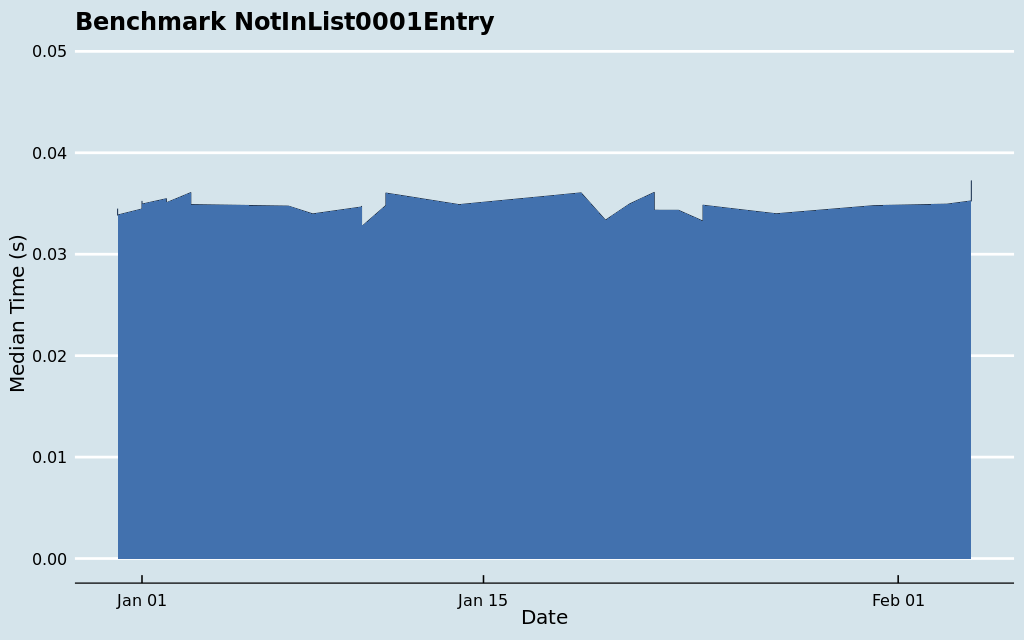 Benchmark NotInList0001Entry
0.05
0.04
0.03
0.02
0.01
0.00
Median Time (s)
Jan 01
Jan 15
Feb 01
Date